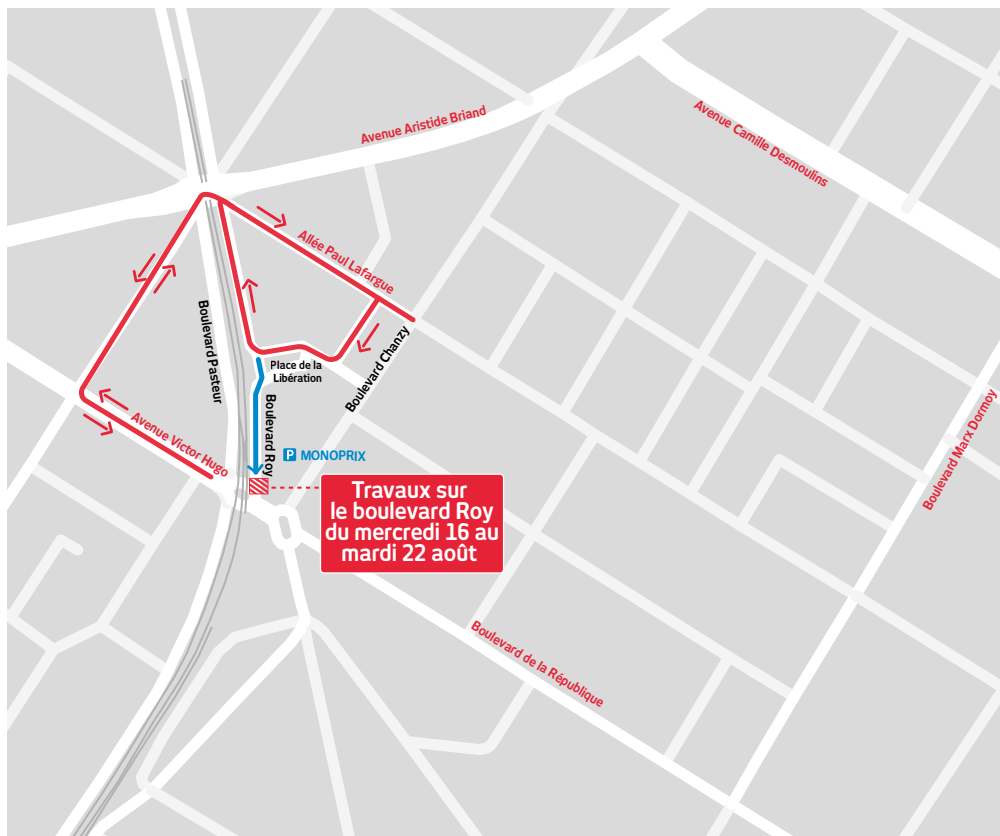 Avenue Aristide Briand
Avenue Camille Desmoulins
Allée Paul Lafargue
Boulevard Pasteur
Boulevard Chanzy
Place de la
Libération
Boulevard Roy
Boulevard Marx Dormoy
Avenue Victor Hugo
P MONOPRIX
Travaux sur
le boulevard Roy
du mercredi 16 au
mardi 22 août
Boulevard de la République